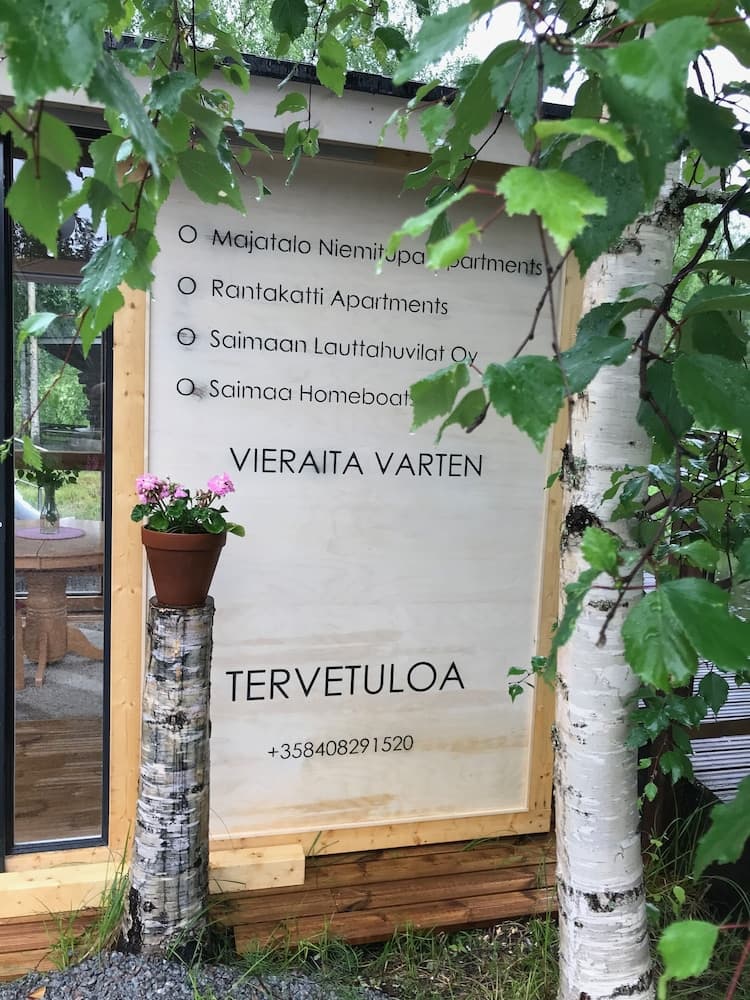 O Majatalo Niemitupa Apartments
O Rantakatti Apartments
O Saimaan Lauttahuvilat Oy
O Saimaa Homeboats
VIERAITA VARTEN
TERVETULOA
+358408291520